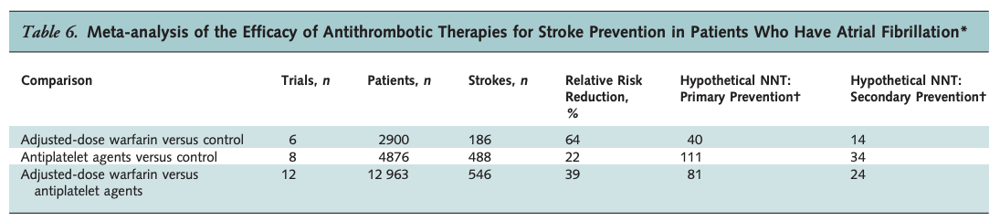 Table 6. Meta-analysis of the Efficacy of Antithrombotic Therapies for Stroke Prevention in Patients Who Have Atrial Fibrillation*
Comparison Trials, n Patients, n Strokes, n Relative Risk Reduction, % Hypothetical NNT: Primary Prevention† Hypothetical NNT: Secondary Prevention†
Adjusted-dose warfarin versus control 6 2900 186 64 40 14
Antiplatelet agents versus control 8 4876 488 22 111 34
Adjusted-dose warfarin versus 12 12 963 546 39 81 24
antiplatelet agents